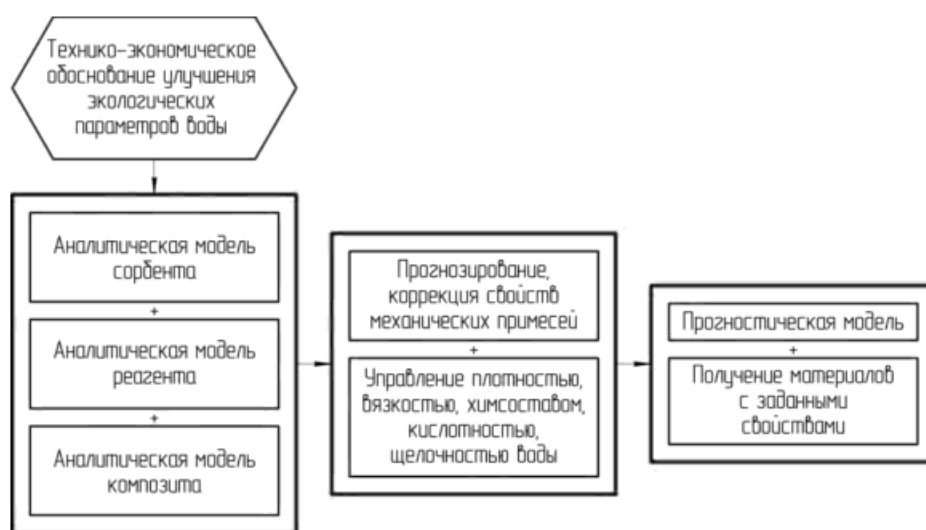 Технико-экономическое
обоснование улучшения
экологических
параметров воды
Аналитическая модель
сорбента
+
Аналитическая модель
реагента
+
Аналитическая модель
композита
Прогнозирование,
коррекция свойств
механических примесей
+
Управление плотностью,
вязкостью, химсоставом,
кислотностью,
щелочностью воды
Прогностическая модель
+
Получение материалов
с заданными
свойствами